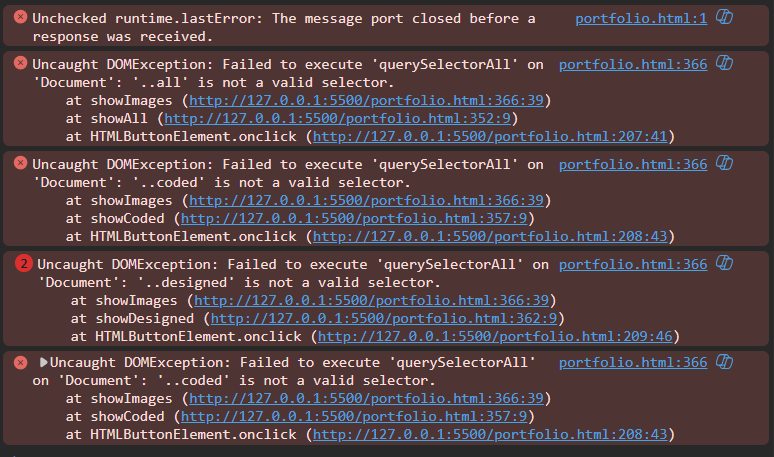 Unchecked runtime.lastError: The message port closed before a portfolio.html:1
response was received.
Uncaught DOMException: Failed to execute 'querySelectorAll' on portfolio.html:366
'Document': '..all' is not a valid selector.
at showImages (http://127.0.0.1:5500/portfolio.html:366:39)
at showAll (http://127.0.0.1:5500/portfolio.html:352:9)
at HTMLButtonElement.onclick (http://127.0.0.1:5500/portfolio.html:207:41)
Uncaught DOMException: Failed to execute 'querySelectorAll' on portfolio.html:366
'Document': '..coded' is not a valid selector.
at showImages (http://127.0.0.1:5500/portfolio.html:366:39)
at showCoded (http://127.0.0.1:5500/portfolio.html:357:9)
at HTMLButtonElement.onclick (http://127.0.0.1:5500/portfolio.html:208:43)
2 Uncaught DOMException: Failed to execute 'querySelectorAll' on portfolio.html:366
'Document': '..designed' is not a valid selector.
at showImages (http://127.0.0.1:5500/portfolio.html:366:39)
at showDesigned (http://127.0.0.1:5500/portfolio.html:362:9)
at HTMLButtonElement.onclick (http://127.0.0.1:5500/portfolio.html:209:46)
Uncaught DOMException: Failed to execute 'querySelectorAll' portfolio.html:366
on 'Document': '..coded' is not a valid selector.
at showImages (http://127.0.0.1:5500/portfolio.html:366:39)
at showCoded (http://127.0.0.1:5500/portfolio.html:357:9)
at HTMLButtonElement.onclick (http://127.0.0.1:5500/portfolio.html:208:43)